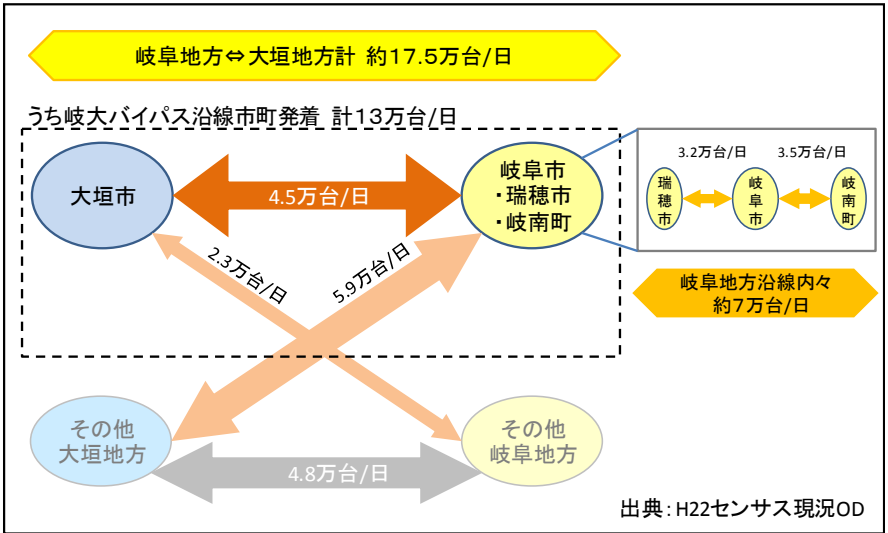 岐阜地方⇔大垣地方計 約17.5万台/日
うち岐大バイパス沿線市町発着 計13万台/日
大垣市
4.5万台/日
岐阜市
・瑞穂市
・岐南町
3.2万台/日
3.5万台/日
瑞穂市
岐阜市
岐南町
2.3万台/日
5.9万台/日
岐阜地方沿線内々
約7万台/日
その他
大垣地方
4.8万台/日
その他
岐阜地方
出典：H22センサス現況OD